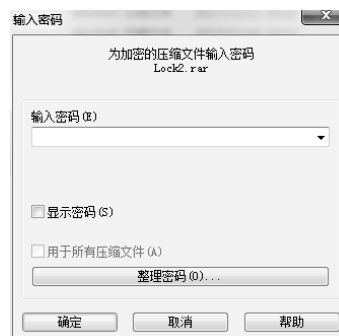 输入密码
为加密的压缩文件输入密码
Lock2.rar
输入密码(E)
显示密码(S)
用于所有压缩文件(A)
整理密码(O)...
确定
取消
帮助